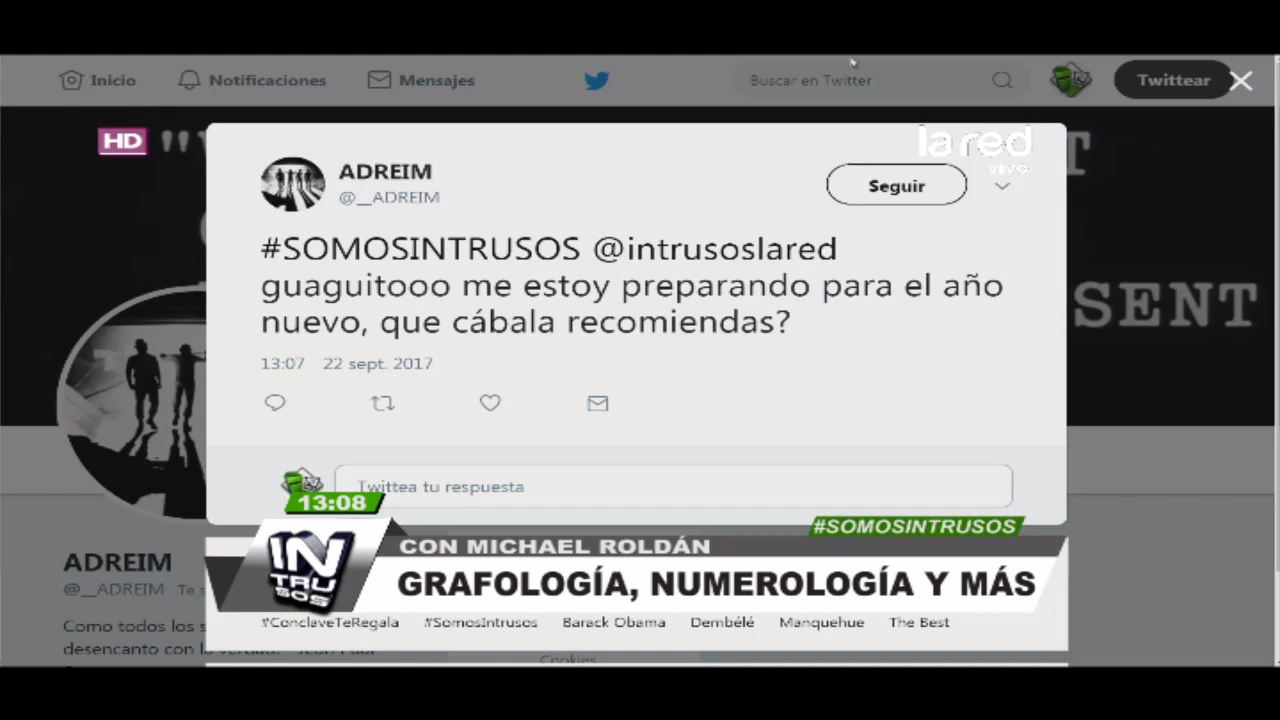 Inicio Notificaciones Mensajes Buscar en Twitter Twittear
HD
la red
VIVO
SENT
ADREIM
@__ADREIM
Seguir
#SOMOSINTRUSOS @intrusoslared
guaguitooo me estoy preparando para el año
nuevo, que cábala recomiendas?
13:07 22 sept. 2017
Twittea tu respuesta
13:08
#SOMOSINTRUSOS
INTRUSOS
CON MICHAEL ROLDÁN
GRAFOLOGÍA, NUMEROLOGÍA Y MÁS
ADREIM
@__ADREIM Te s
#ConclaveTeRegala #SomosIntrusos Barack Obama Dembélé Manquehue The Best
Como todos los s
desencanto con la verdad.
Cookies